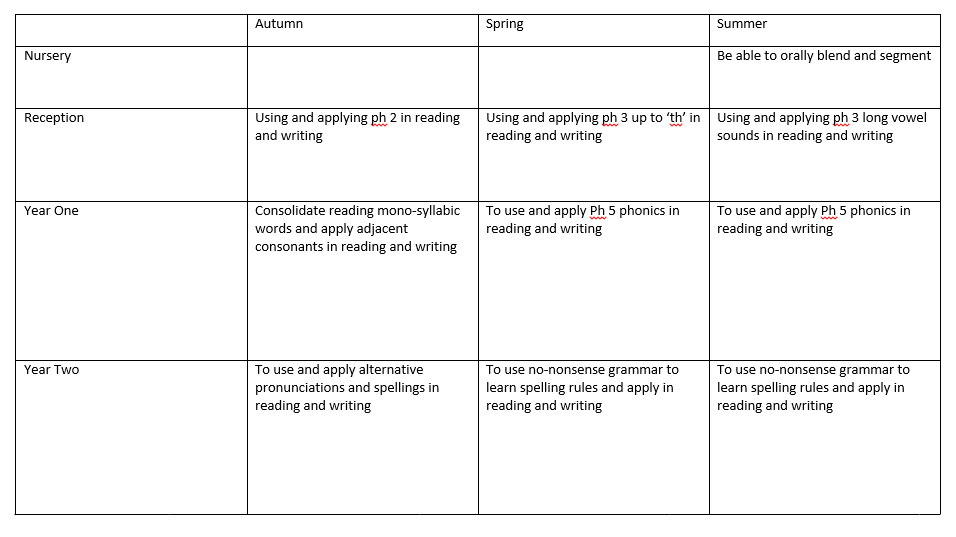 Autumn
Spring
Summer
Nursery
Be able to orally blend and segment
Reception
Using and applying ph 2 in reading
and writing
Using and applying ph 3 up to ‘th’ in
reading and writing
Using and applying ph 3 long vowel
sounds in reading and writing
Year One
Consolidate reading mono-syllabic
words and apply adjacent
consonants in reading and writing
To use and apply Ph 5 phonics in
reading and writing
To use and apply Ph 5 phonics in
reading and writing
Year Two
To use and apply alternative
pronunciations and spellings in
reading and writing
To use no-nonsense grammar to
learn spelling rules and apply in
reading and writing
To use no-nonsense grammar to
learn spelling rules and apply in
reading and writing